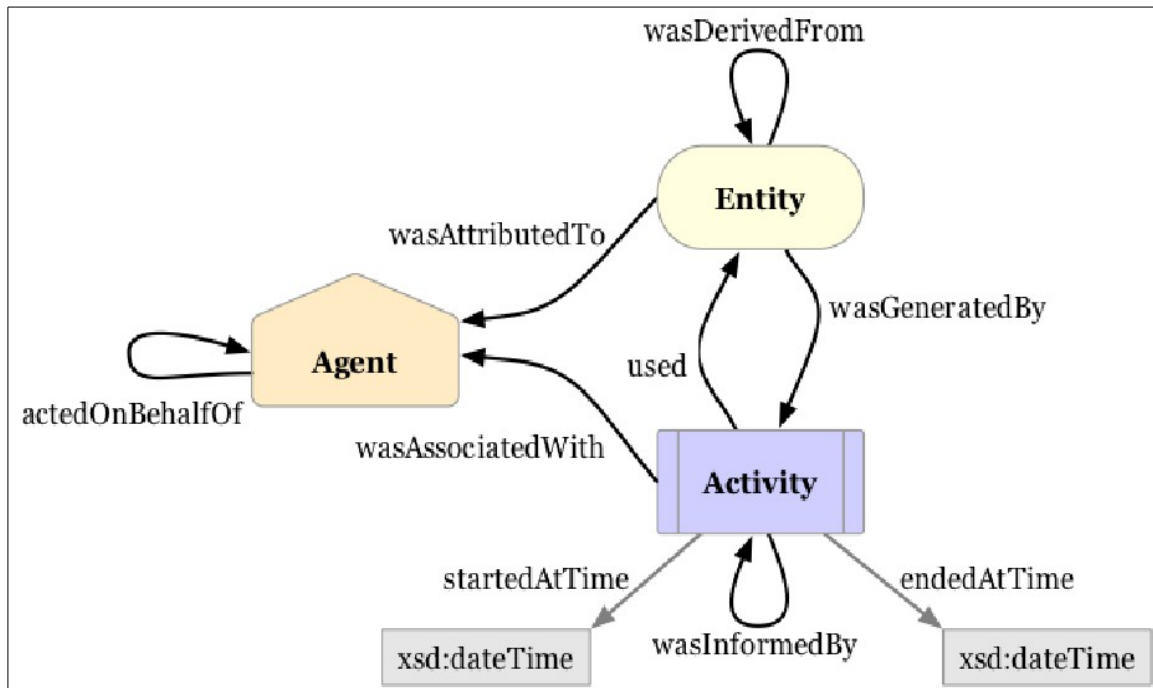 wasDerivedFrom
Entity
wasAttributedTo
wasGeneratedBy
Agent
used
actedOnBehalfOf
wasAssociatedWith
Activity
startedAtTime
endedAtTime
wasInformedBy
xsd:dateTime
xsd:dateTime